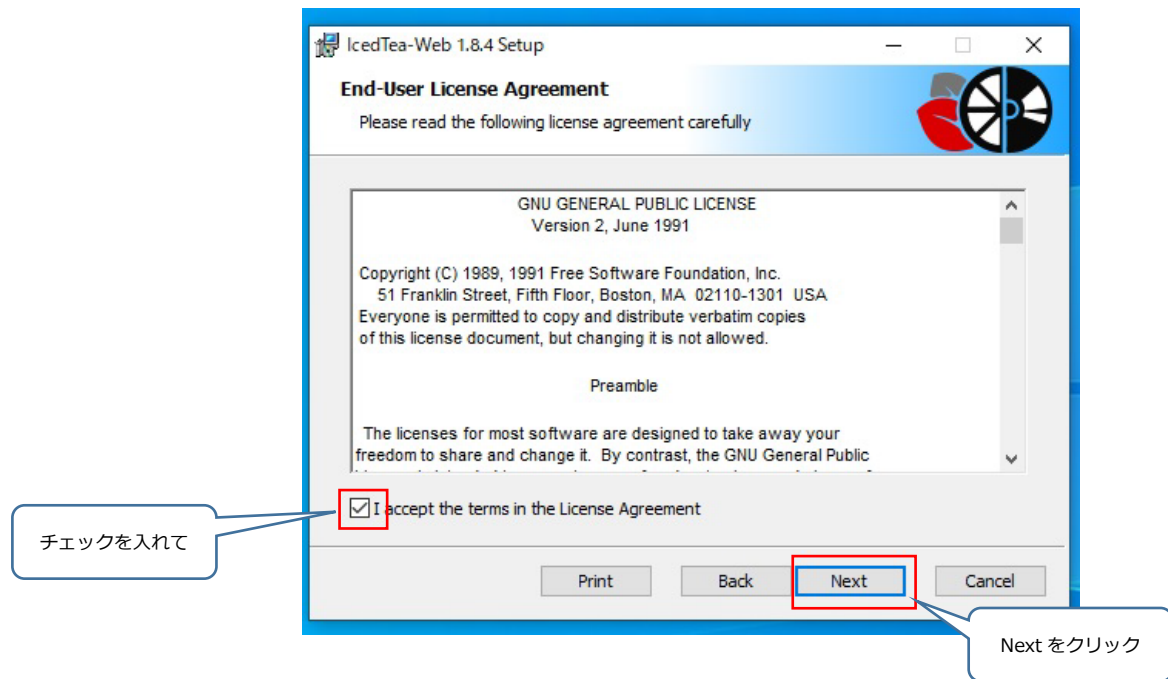 IcedTea-Web 1.8.4 Setup
End-User License Agreement
Please read the following license agreement carefully
GNU GENERAL PUBLIC LICENSE
Version 2, June 1991
Copyright (C) 1989, 1991 Free Software Foundation, Inc.
51 Franklin Street, Fifth Floor, Boston, MA 02110-1301 USA
Everyone is permitted to copy and distribute verbatim copies
of this license document, but changing it is not allowed.
Preamble
The licenses for most software are designed to take away your
freedom to share and change it. By contrast, the GNU General Public
I accept the terms in the License Agreement
チェックを入れて
Print Back Next Cancel
Next をクリック